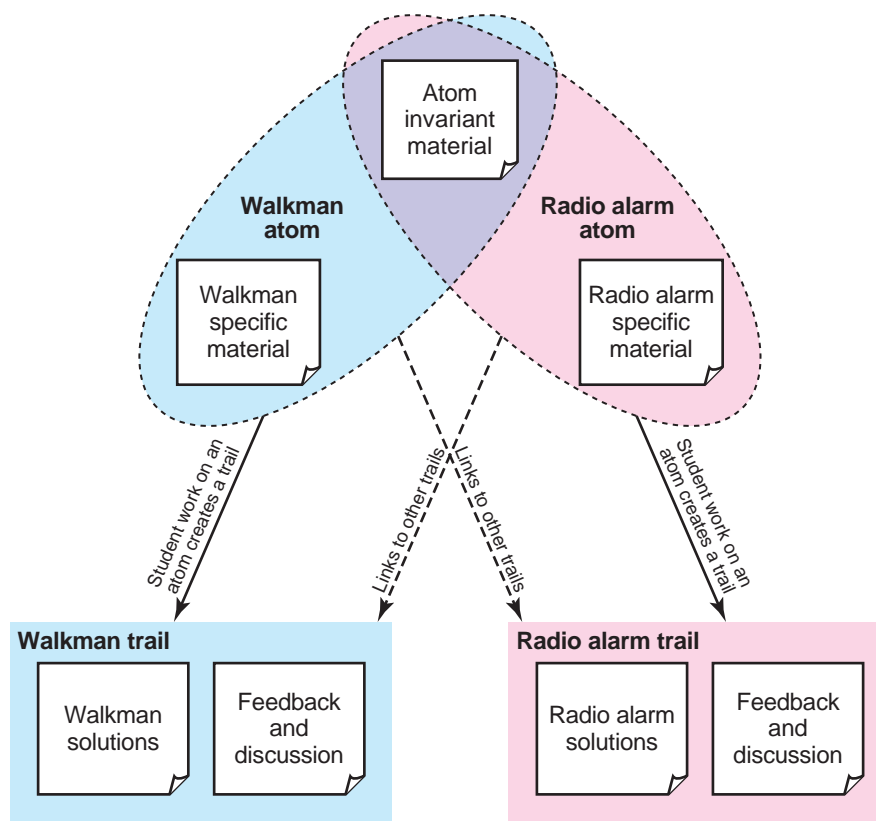 Atom
invariant
material
Walkman
atom
Radio alarm
atom
Walkman
specific
material
Radio alarm
specific
material
Student work on an
atom creates a trail
Links to other trails
Links to other trails
Student work on an
atom creates a trail
Walkman trail
Walkman
solutions
Feedback
and
discussion
Radio alarm trail
Radio alarm
solutions
Feedback
and
discussion